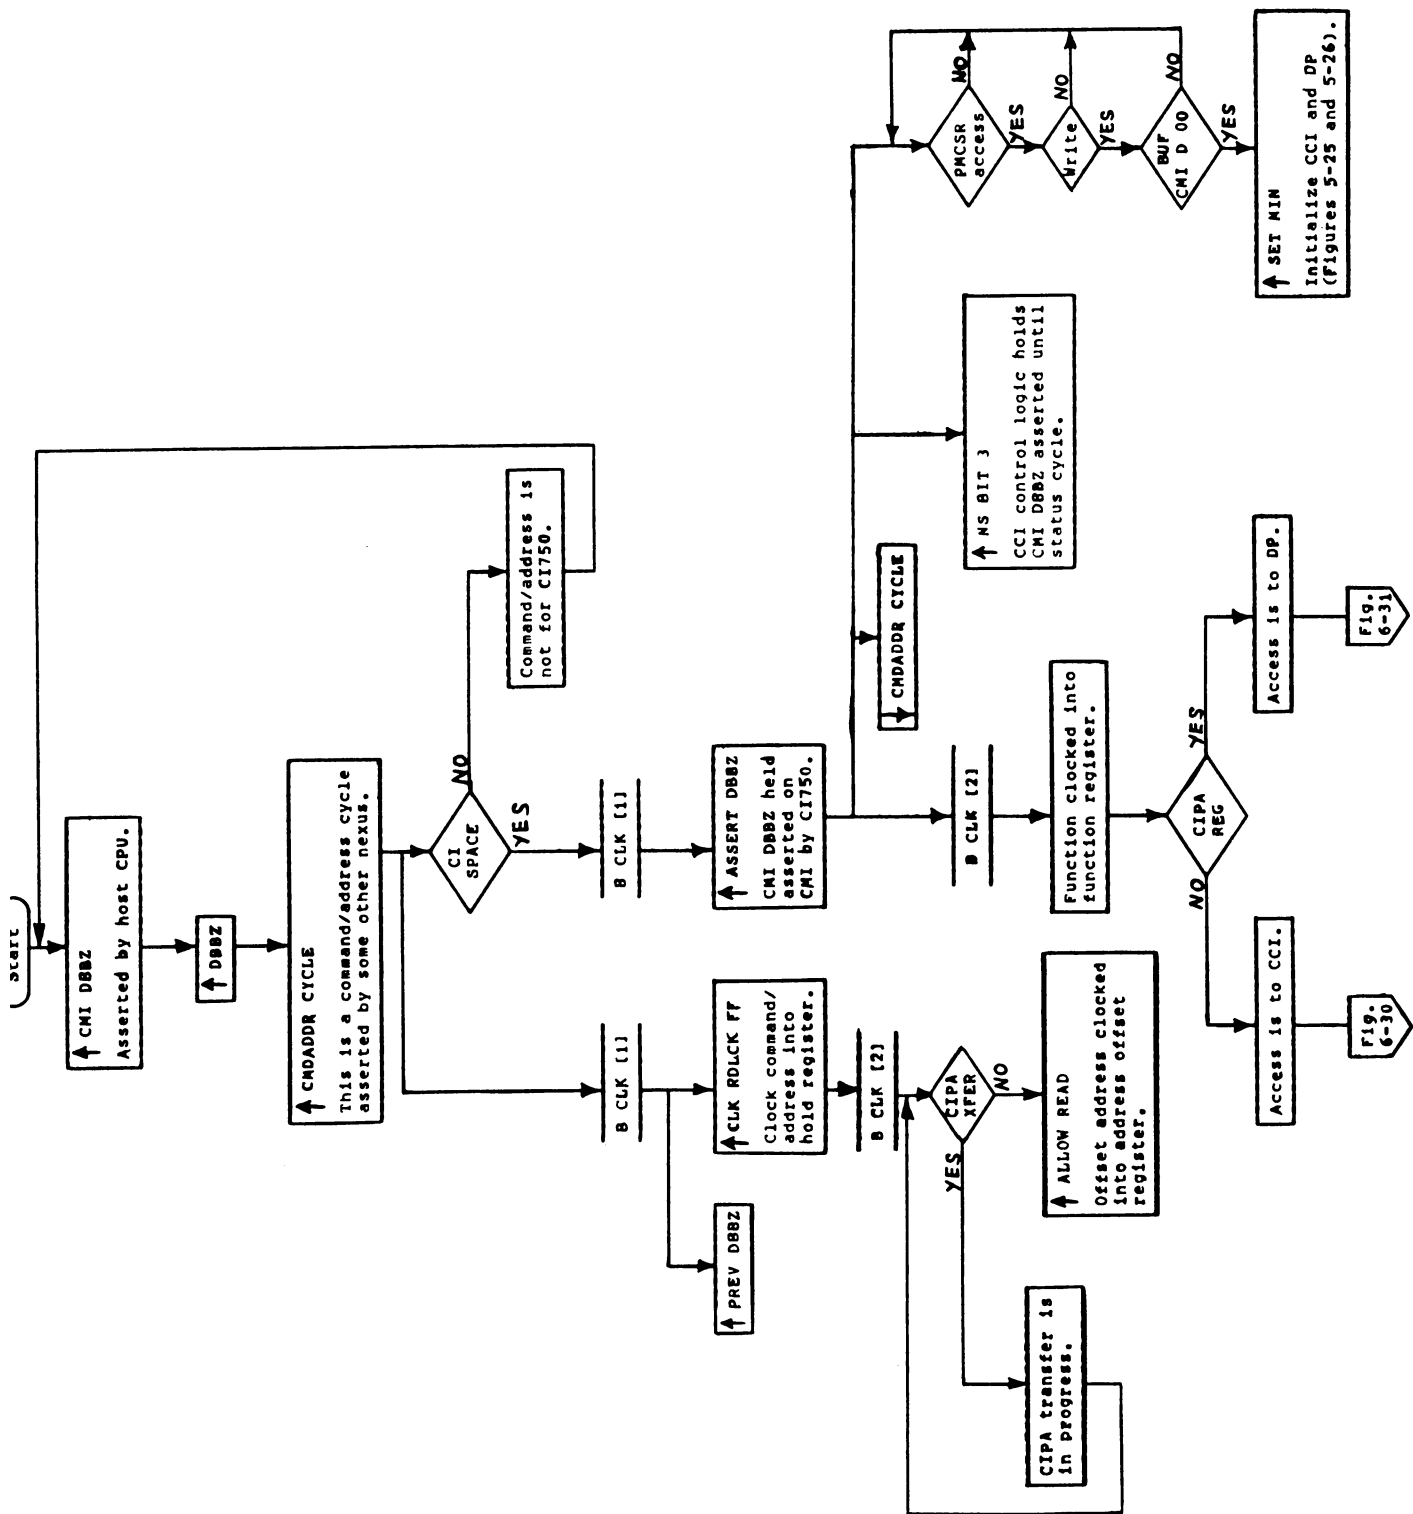 Start
CMI DBBZ
Asserted by host CPU.
DBBZ
CMDADDR CYCLE
This is a command/address cycle
asserted by some other nexus.
CI
SPACE
NO
YES
Command/address is
not for CI750.
B CLK [1]
B CLK [1]
PREV DBBZ
CLK RDLCK FF
Clock command/
address into
hold register.
ASSERT DBBZ
CMI DBBZ held
asserted on
CMI by CI750.
B CLK [2]
CIPA
XFER
YES
NO
CIPA transfer is
in progress.
ALLOW READ
Offset address clocked
into address offset
register.
B CLK [2]
Function clocked into
function register.
CIPA
REG
NO
YES
Access is to CCI.
Fig.
6-30
Access is to DP.
Fig.
6-31
CMDADDR CYCLE
NS BIT 3
CCI control logic holds
CMI DBBZ asserted until
status cycle.
PMCSR
access
NO
YES
Write
NO
YES
BUF
CMI D 00
NO
YES
SET MIN
Initialize CCI and DP
(Figures 5-25 and 5-26).